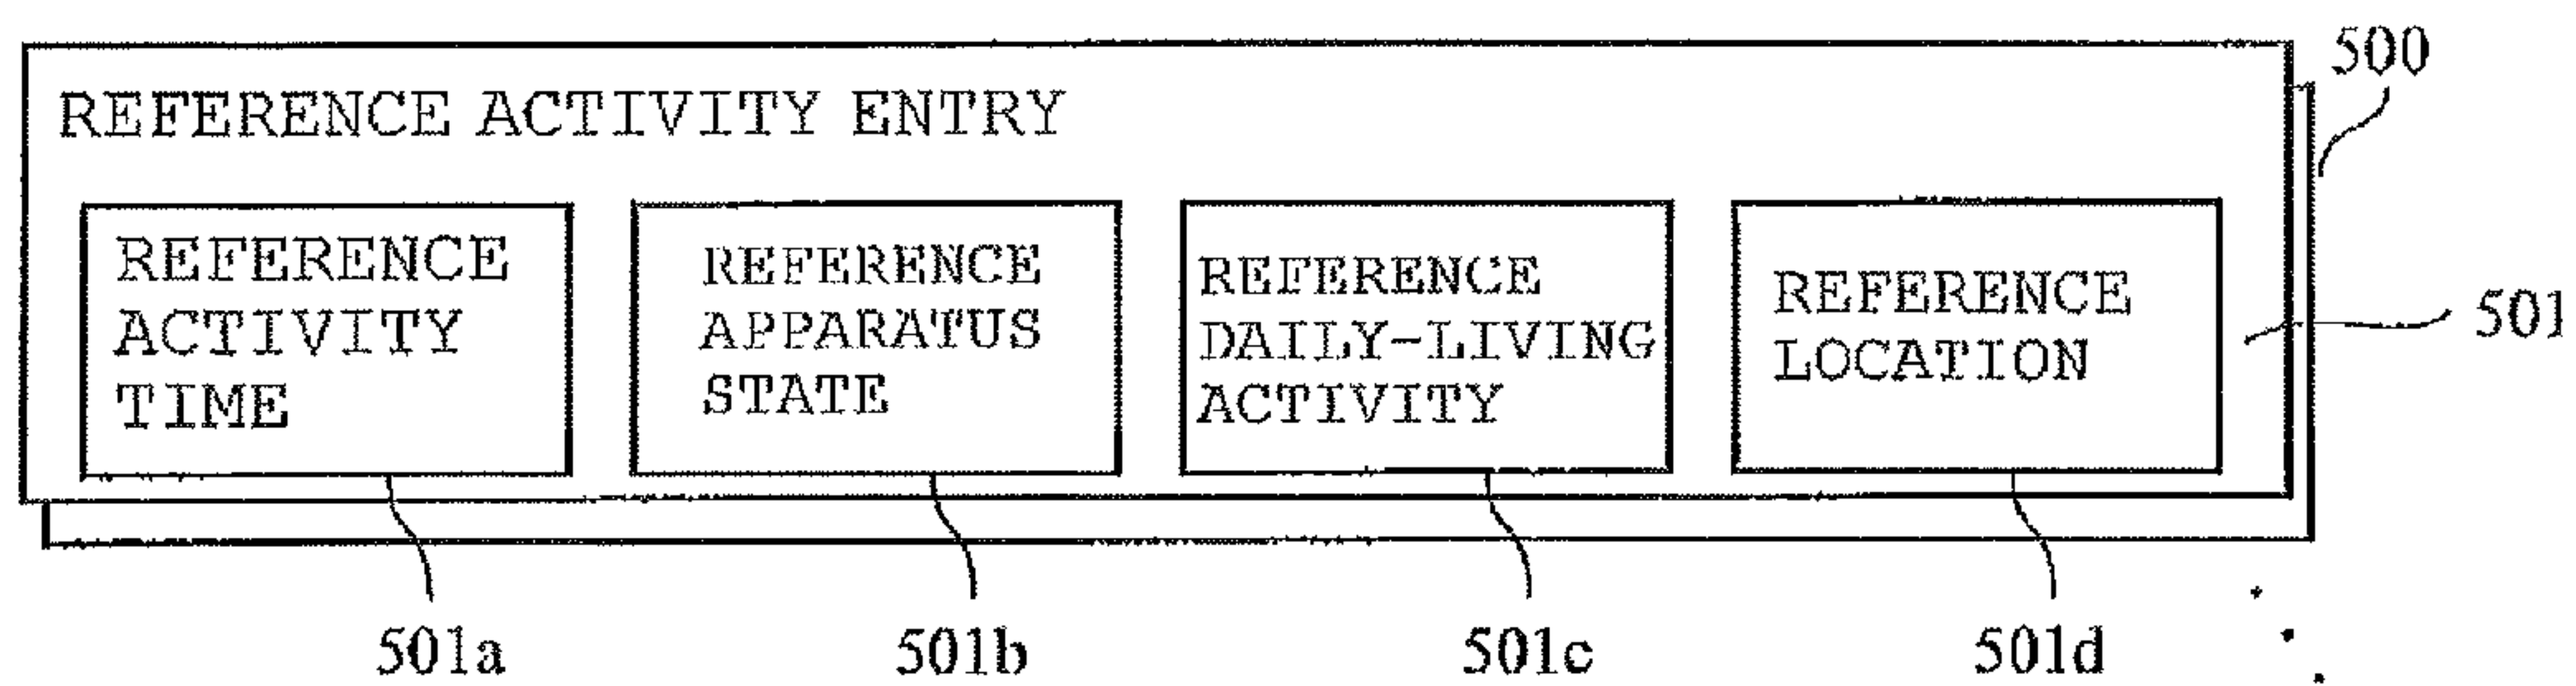 500
REFERENCE ACTIVITY ENTRY
REFERENCE
ACTIVITY
TIME
REFERENCE
APPARATUS
STATE
REFERENCE
DAILY-LIVING
ACTIVITY
REFERENCE
LOCATION
501
501a
501b
501c
501d